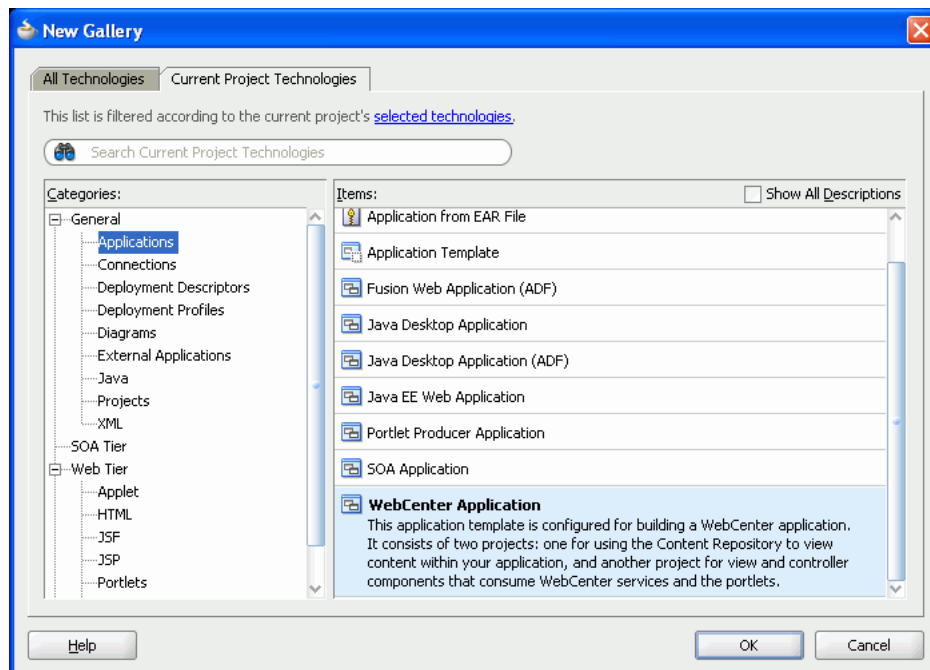 New Gallery
All Technologies
Current Project Technologies
This list is filtered according to the current project's selected technologies.
Search Current Project Technologies
Categories:
General
Applications
Connections
Deployment Descriptors
Deployment Profiles
Diagrams
External Applications
Java
Projects
XML
SOA Tier
Web Tier
Applet
HTML
JSF
JSP
Portlets
Items:
Show All Descriptions
Application from EAR File
Application Template
Fusion Web Application (ADF)
Java Desktop Application
Java Desktop Application (ADF)
Java EE Web Application
Portlet Producer Application
SOA Application
WebCenter Application
This application template is configured for building a WebCenter application.
It consists of two projects: one for using the Content Repository to view
content within your application, and another project for view and controller
components that consume WebCenter services and the portlets.
Help
OK
Cancel